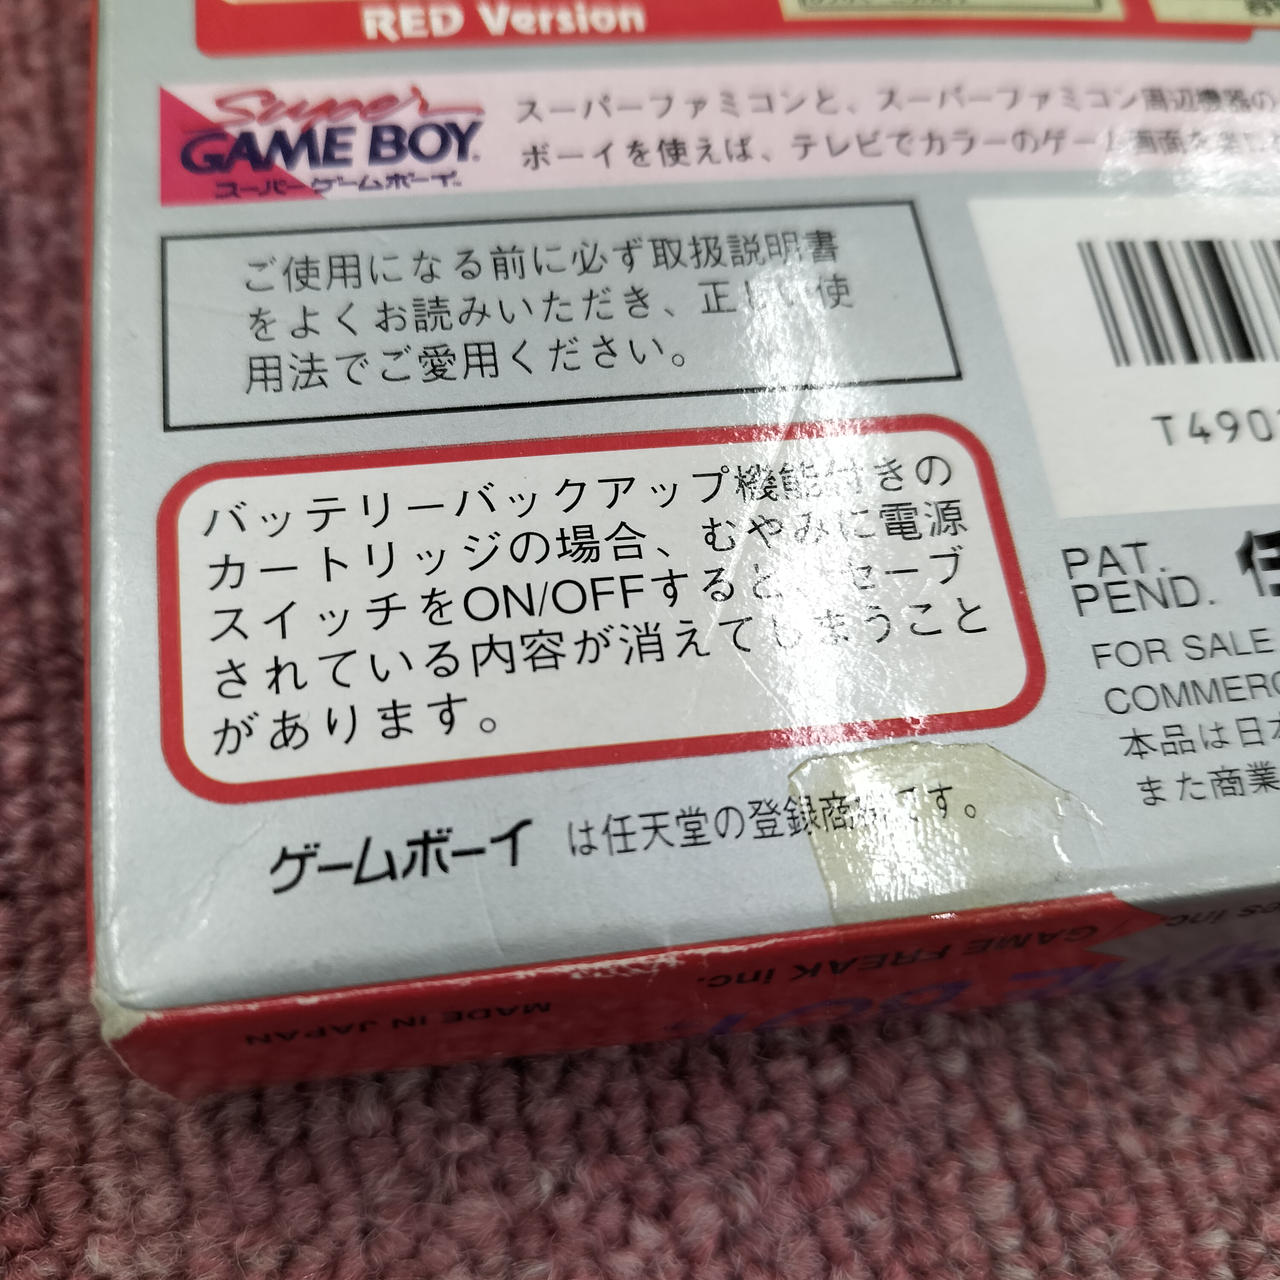 RED Version
Super
GAME BOY
スーパーゲームボーイ
スーパーファミコンと、スーパーファミコン周辺機器の
ボーイを使えば、テレビでカラーのゲーム画面を楽し
ご使用になる前に必ず取扱説明書
をよくお読みいただき、正しい使
用法でご愛用ください。
バッテリーバックアップ機能付きの
カートリッジの場合、むやみに電源
スイッチをON/OFFすると、セーブ
されている内容が消えてしまうこと
があります。
ゲームボーイ は任天堂の登録商標です。
T490
PAT.
PEND.
任
FOR SALE
COMMERC
本品は日本
また商業
es inc.
GAME FREAK inc.
MADE IN JAPAN